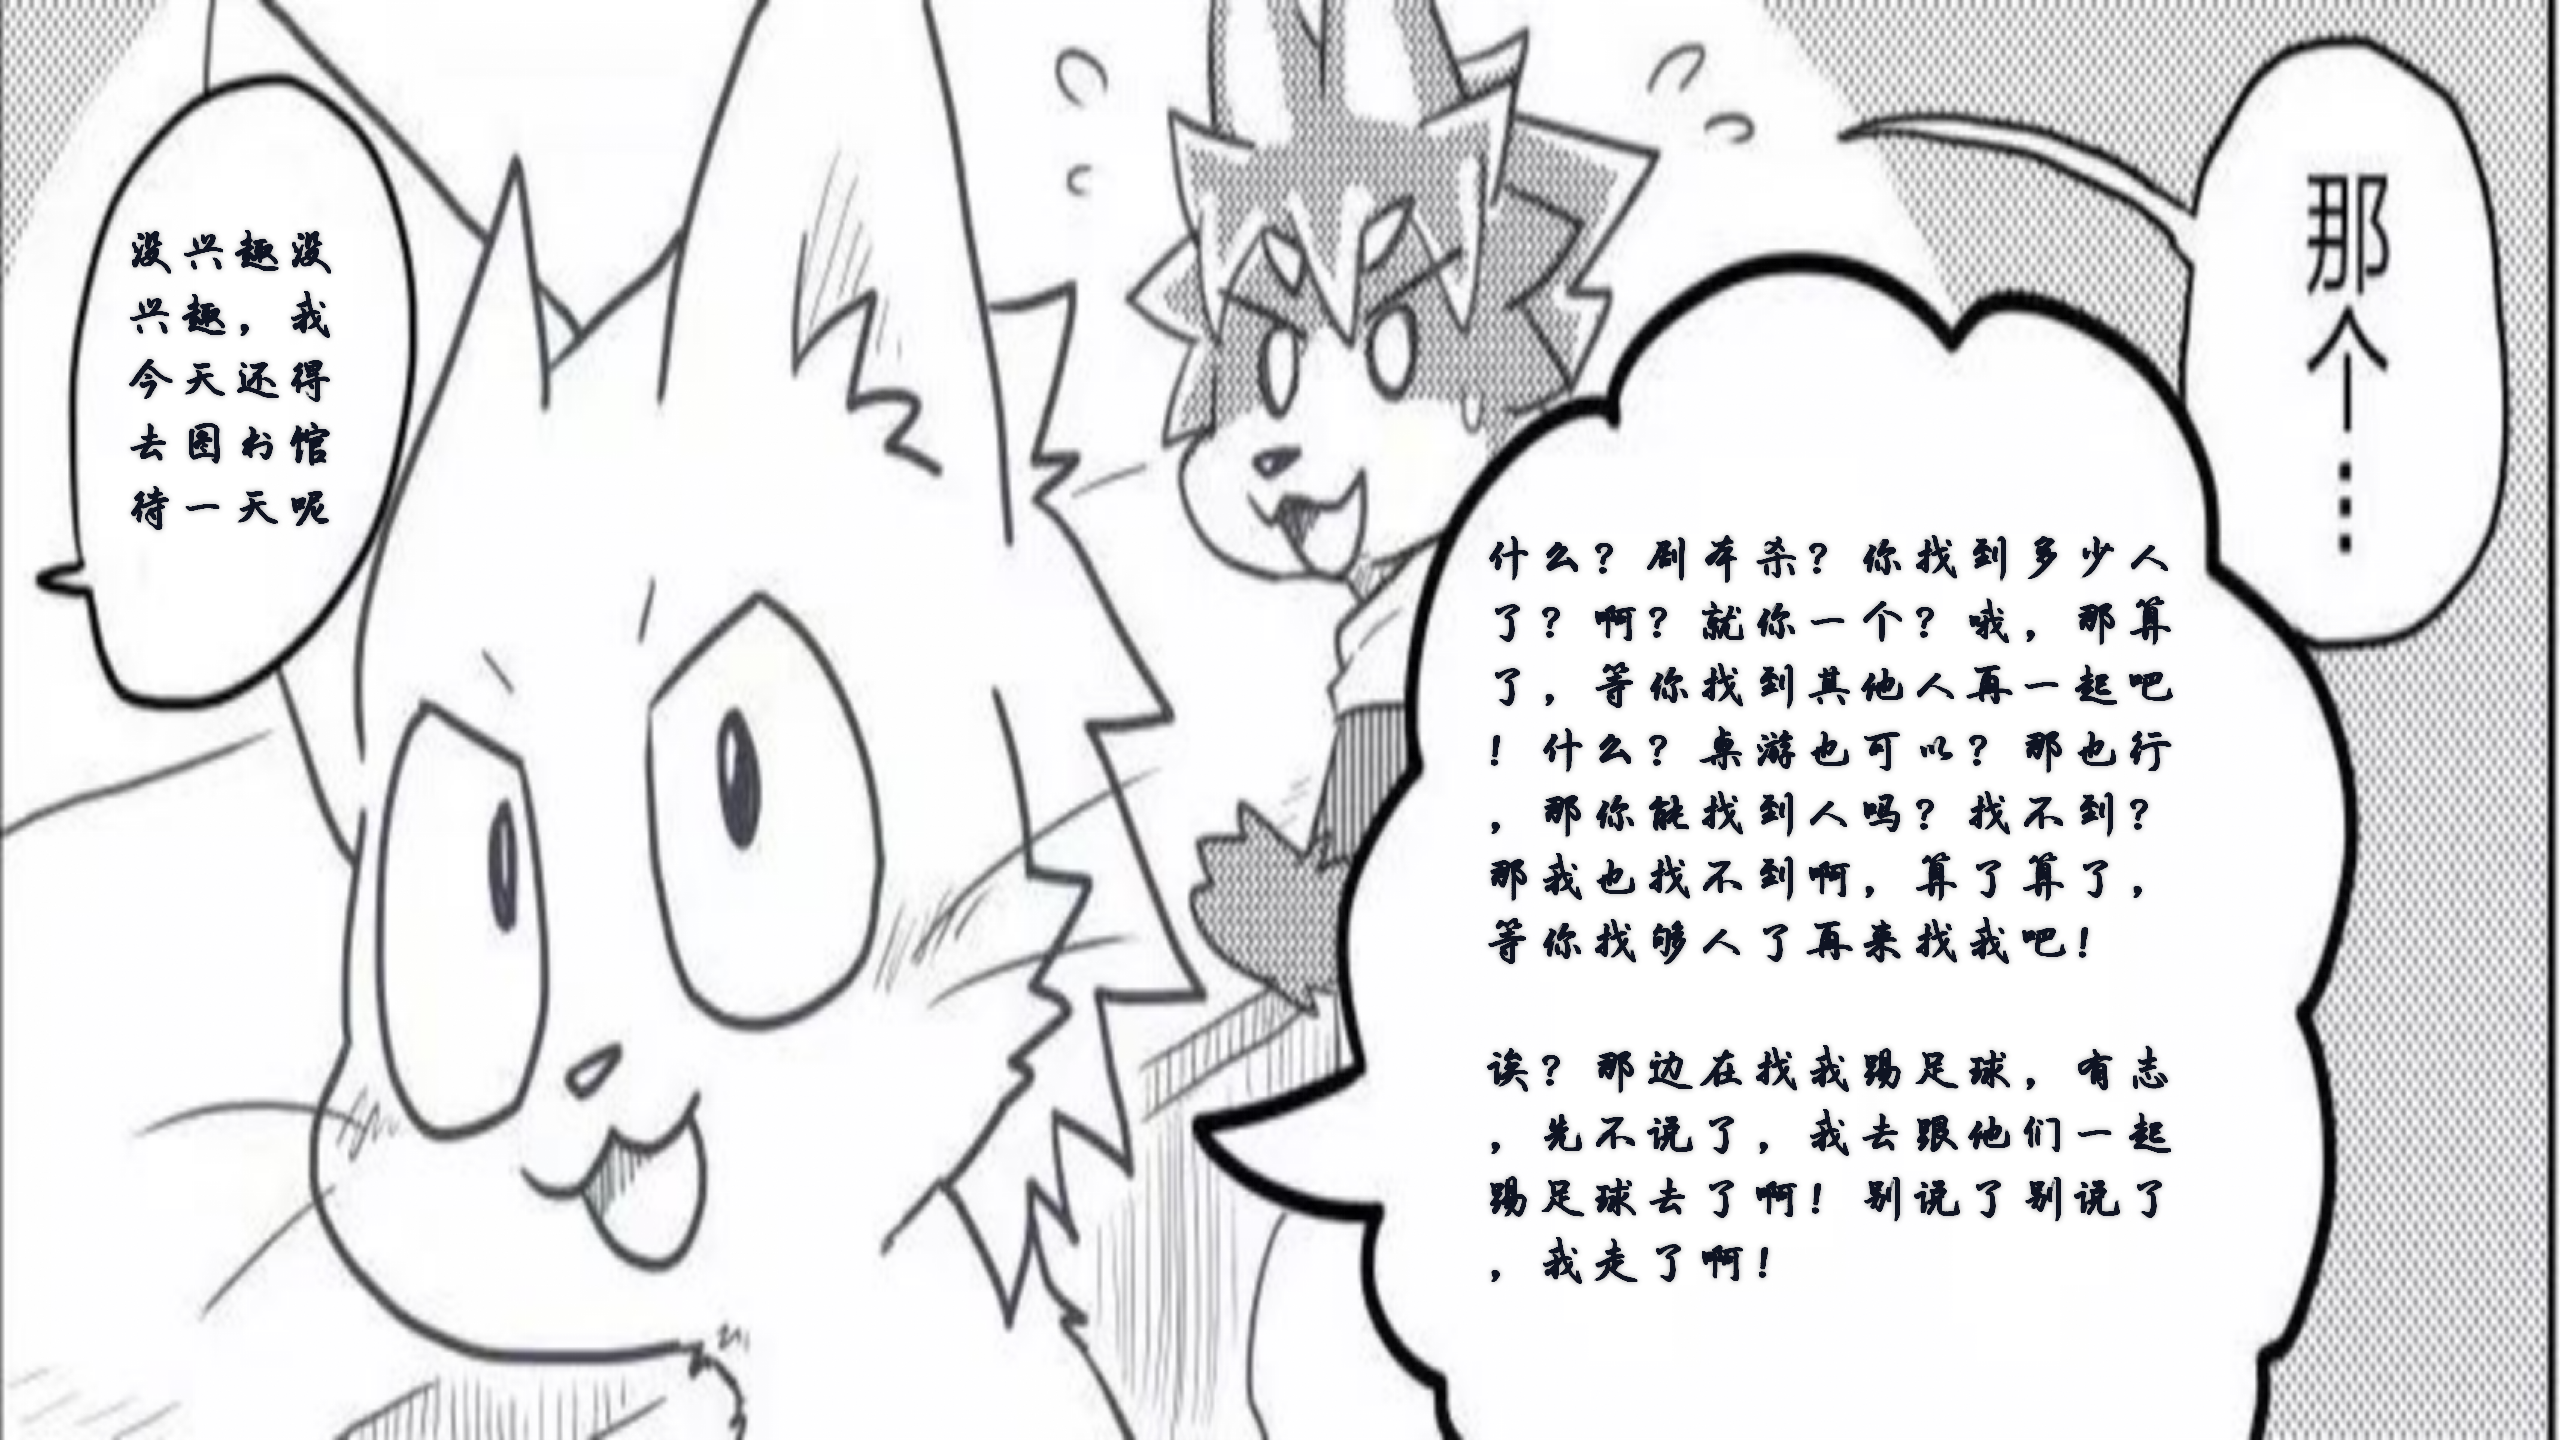 那个…
什么？剧本杀？你找到多少人
了？啊？就你一个？哦，那算
了，等你找到其他人再一起吧
！什么？桌游也可以？那也行
，那你能找到人吗？找不到？
那我也找不到啊，算了算了，
等你找够人了再来找我吧！
诶？那边在找我踢足球，有志
，先不说了，我去跟他们一起
踢足球去了啊！别说了别说了
，我走了啊！
没兴趣没
兴趣，我
今天还得
去图书馆
待一天呢